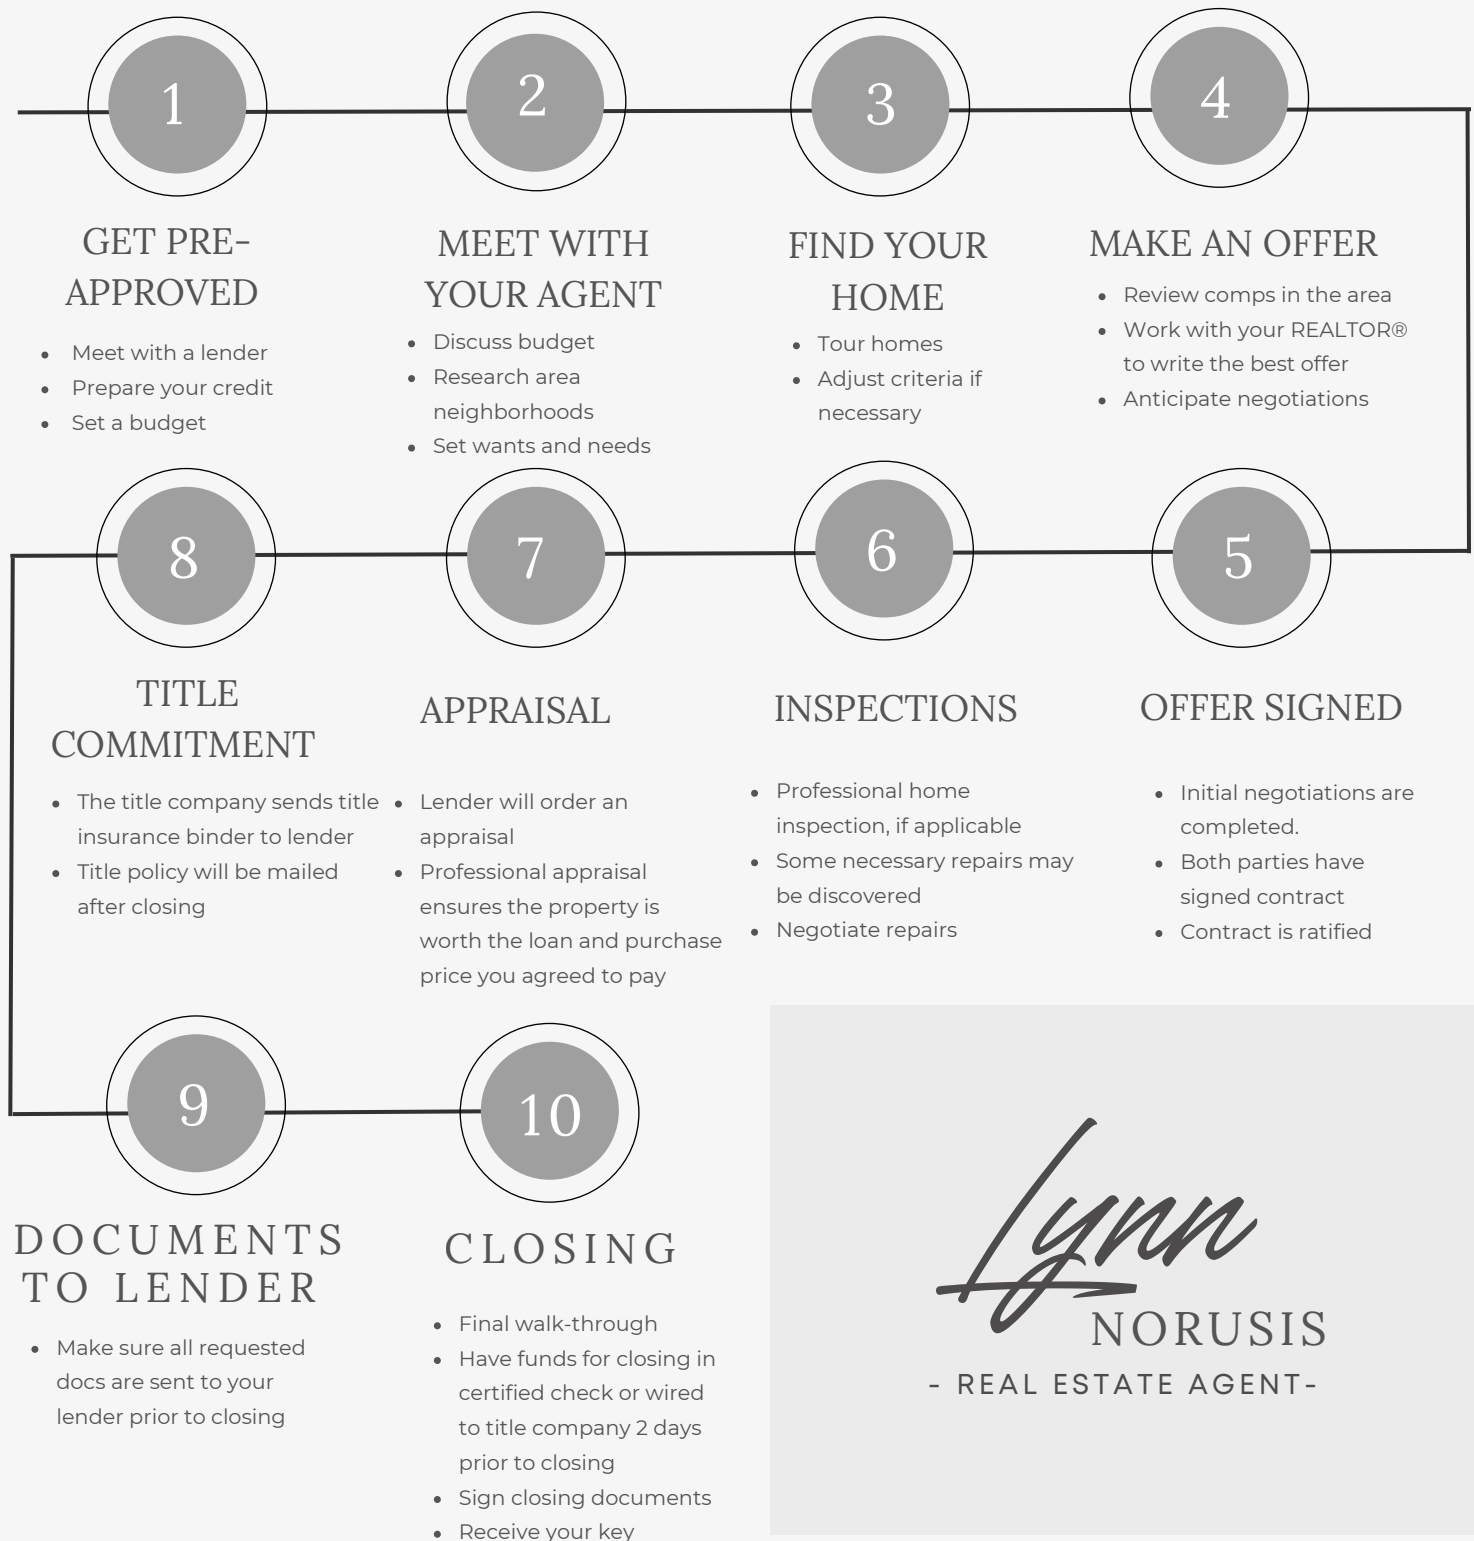 1
GET PRE-
APPROVED
• Meet with a lender
• Prepare your credit
• Set a budget
2
MEET WITH
YOUR AGENT
• Discuss budget
• Research area
neighborhoods
• Set wants and needs
3
FIND YOUR
HOME
• Tour homes
• Adjust criteria if
necessary
4
MAKE AN OFFER
• Review comps in the area
• Work with your REALTOR®
to write the best offer
• Anticipate negotiations
5
OFFER SIGNED
• Initial negotiations are
completed.
• Both parties have
signed contract
• Contract is ratified
6
INSPECTIONS
• Professional home
inspection, if applicable
• Some necessary repairs may
be discovered
• Negotiate repairs
7
APPRAISAL
• Lender will order an
appraisal
• Professional appraisal
ensures the property is
worth the loan and purchase
price you agreed to pay
8
TITLE
COMMITMENT
• The title company sends title
insurance binder to lender
• Title policy will be mailed
after closing
9
DOCUMENTS
TO LENDER
• Make sure all requested
docs are sent to your
lender prior to closing
10
CLOSING
• Final walk-through
• Have funds for closing in
certified check or wired
to title company 2 days
prior to closing
• Sign closing documents
• Receive your key
Lynn
NORUSIS
- REAL ESTATE AGENT-